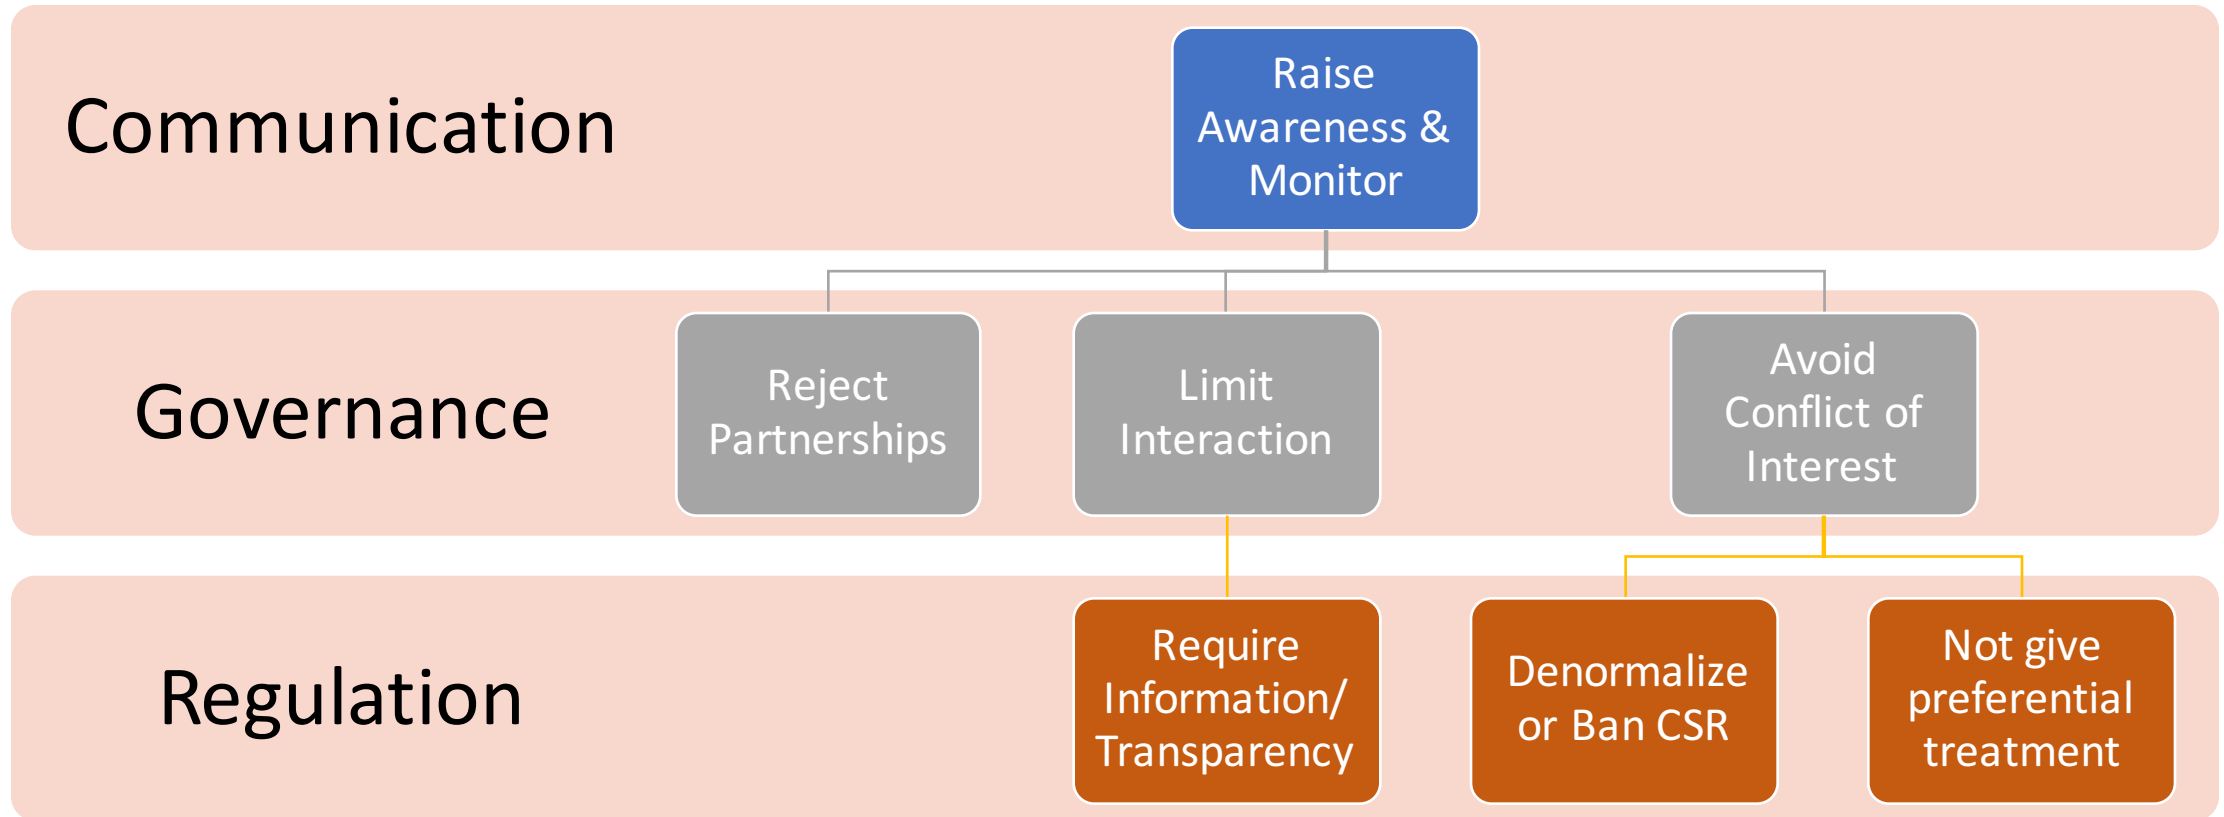 Communication
Raise
Awareness &
Monitor
Governance
Reject
Partnerships
Limit
Interaction
Avoid
Conflict of
Interest
Regulation
Require
Information/
Transparency
Denormalize
or Ban CSR
Not give
preferential
treatment